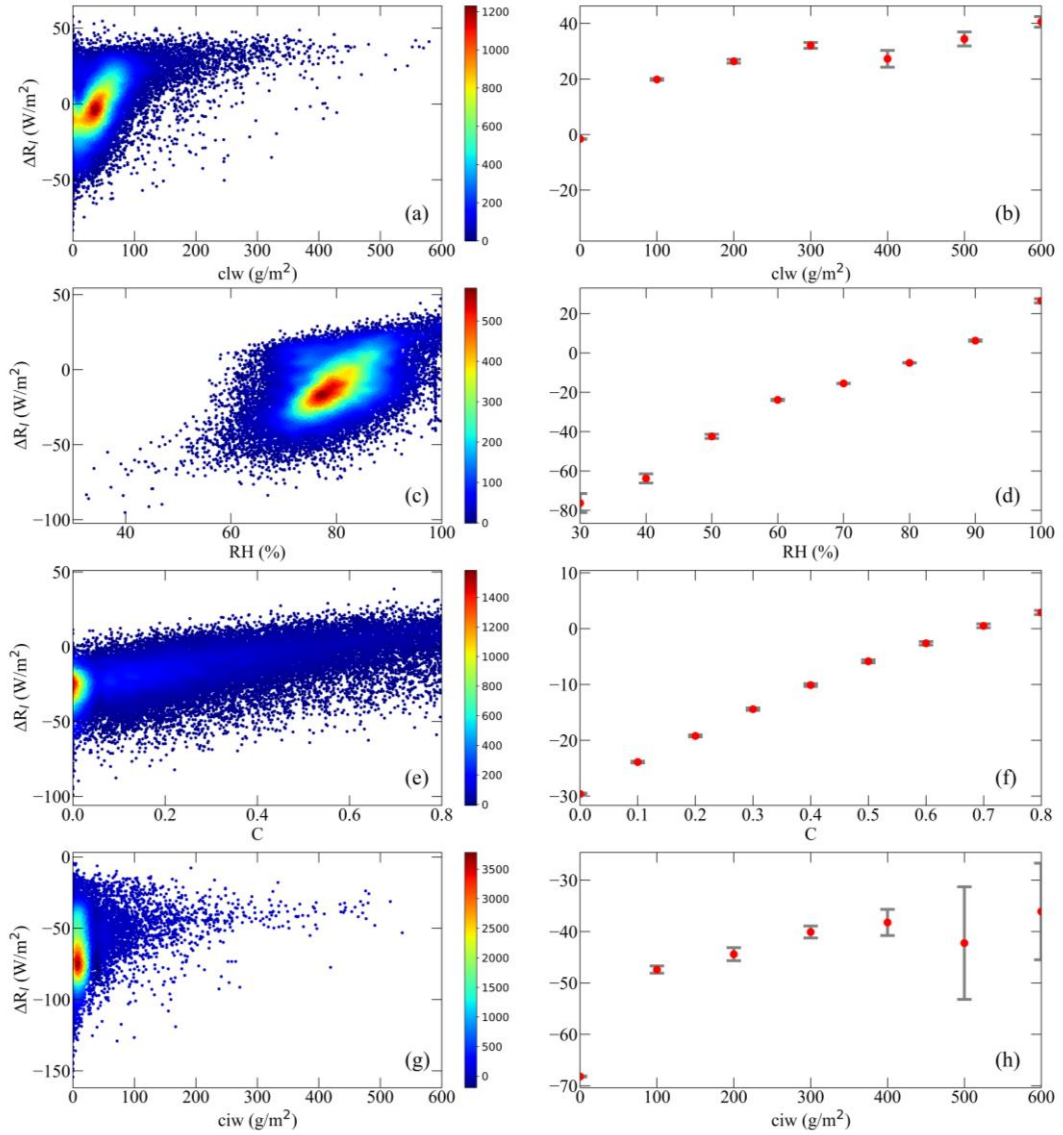 50
0
−50
ΔR_l (W/m²)
0 100 200 300 400 500 600
clw (g/m²)
(a)
1200
1000
800
600
400
200
0
40
20
0
−20
0 100 200 300 400 500 600
clw (g/m²)
(b)
50
0
−50
−100
ΔR_l (W/m²)
40 60 80 100
RH (%)
(c)
500
400
300
200
100
0
20
0
−20
−40
−60
−80
30 40 50 60 70 80 90 100
RH (%)
(d)
50
0
−50
−100
ΔR_l (W/m²)
0.0 0.2 0.4 0.6 0.8
C
(e)
1400
1200
1000
800
600
400
200
0
10
0
−10
−20
−30
0.0 0.1 0.2 0.3 0.4 0.5 0.6 0.7 0.8
C
(f)
0
−50
−100
−150
ΔR_l (W/m²)
0 100 200 300 400 500 600
ciw (g/m²)
(g)
3500
3000
2500
2000
1500
1000
500
0
−30
−40
−50
−60
−70
0 100 200 300 400 500 600
ciw (g/m²)
(h)